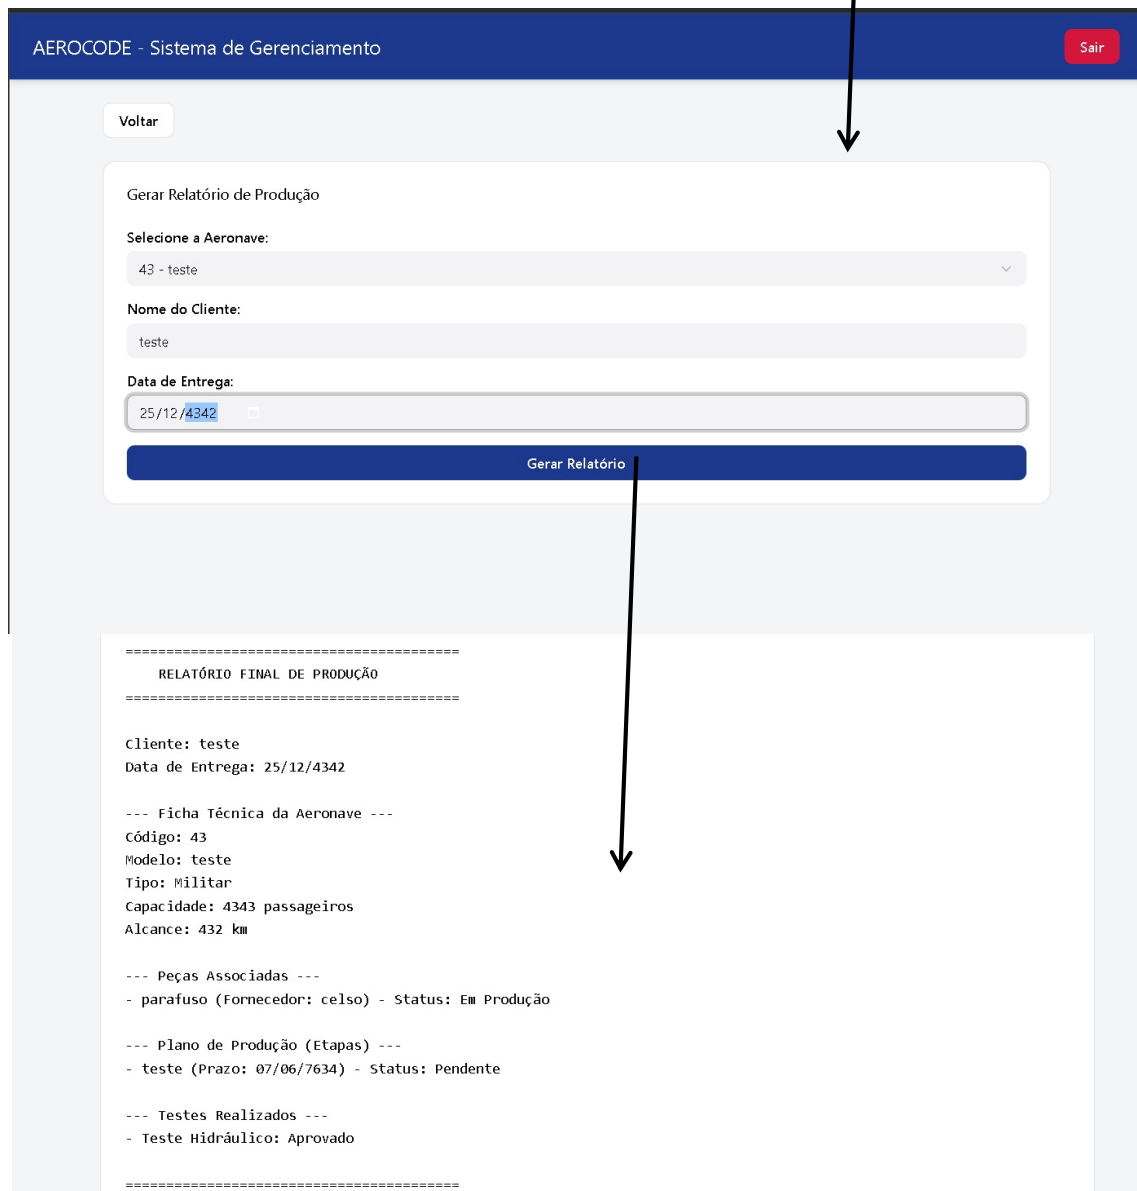 AEROCODE - Sistema de Gerenciamento
Sair
Voltar
Gerar Relatório de Produção
Selecione a Aeronave:
43 - teste
Nome do Cliente:
teste
Data de Entrega:
25/12/4342
Gerar Relatório
=========================================
RELATÓRIO FINAL DE PRODUÇÃO
=========================================
Cliente: teste
Data de Entrega: 25/12/4342
--- Ficha Técnica da Aeronave ---
Código: 43
Modelo: teste
Tipo: Militar
Capacidade: 4343 passageiros
Alcance: 432 km
--- Peças Associadas ---
- parafuso (Fornecedor: celso) - Status: Em Produção
--- Plano de Produção (Etapas) ---
- teste (Prazo: 07/06/7634) - Status: Pendente
--- Testes Realizados ---
- Teste Hidráulico: Aprovado
=========================================